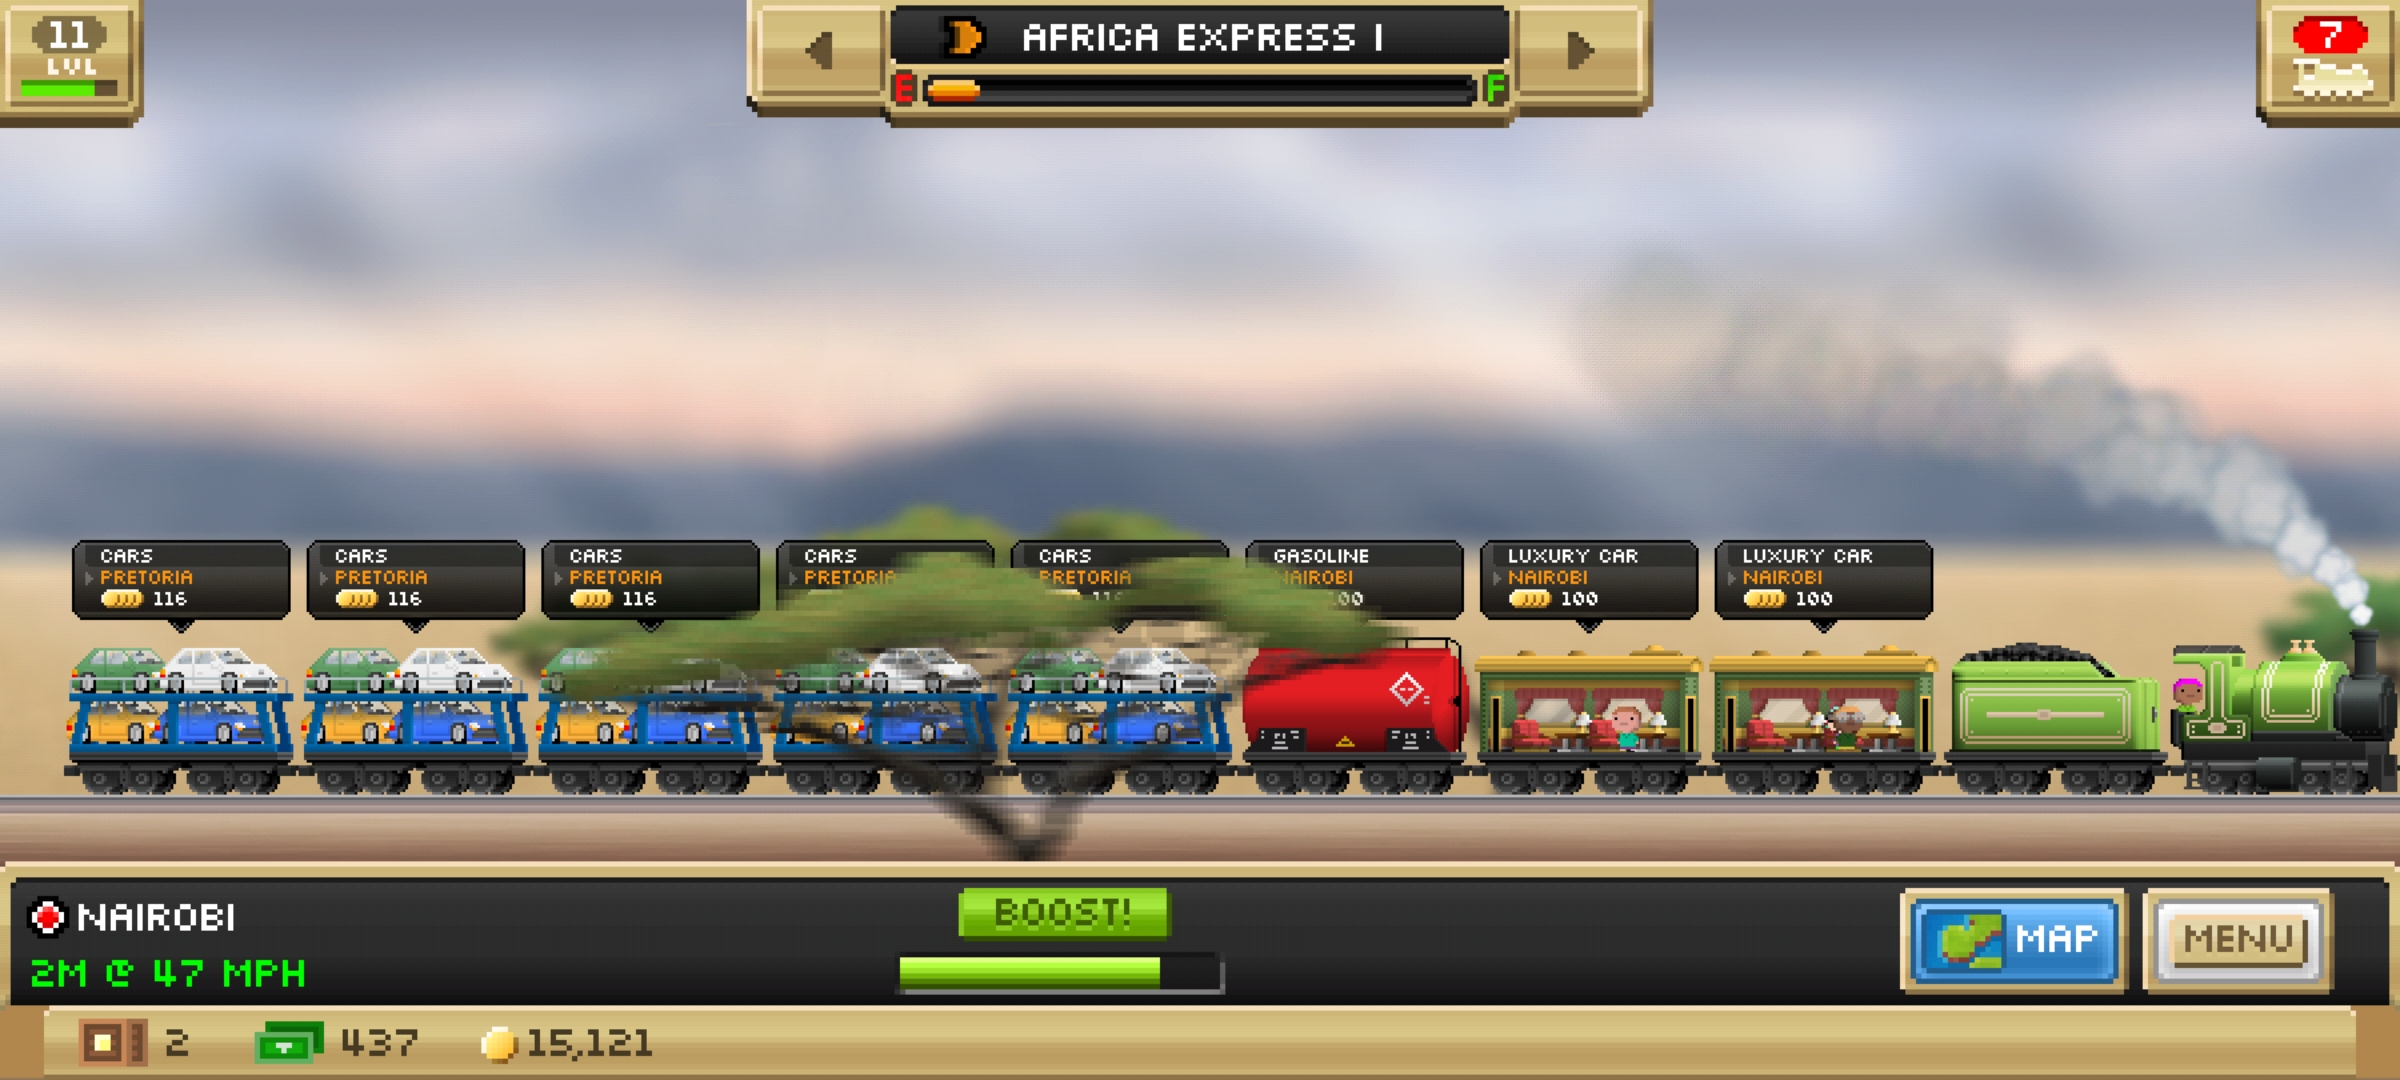 11
LVL
AFRICA EXPRESS I
E
F
7
CARS
PRETORIA
116
CARS
PRETORIA
116
CARS
PRETORIA
116
CARS
PRETORIA
CARS
PRETORIA
GASOLINE
NAIROBI
LUXURY CAR
NAIROBI
100
LUXURY CAR
NAIROBI
100
NAIROBI
2M @ 47 MPH
BOOST!
MAP
MENU
2
437
15,121